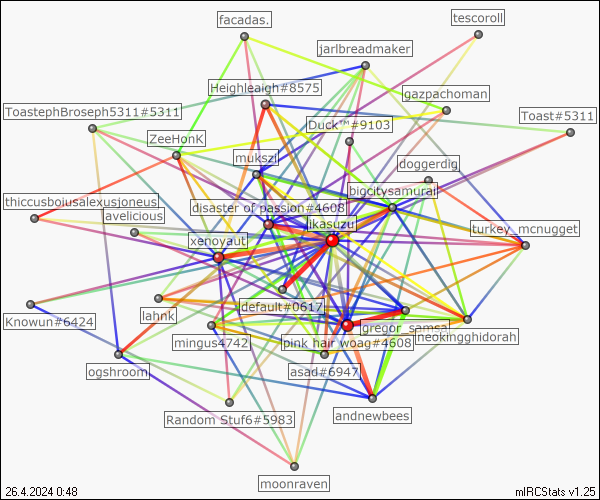 facadas.
tescoroll
jarlbreadmaker
Heighleaigh#8575
gazpachoman
ToastephBroseph5311#5311
Duck™#9103
Toast#5311
ZeeHonK
mukszil
doggerdig
bigcitysamurai
thiccusboiusalexusjoneus
disaster of passion#4608
avelicious
ikasuzu
turkey_mcnugget
xenoyaut
default#0617
Knowun#6424
lahnk
gregor_samsa
neokingghidorah
mingus4742
pink hair woag#4608
ogshroom
asad#6947
Random Stuf6#5983
andnewbees
moonraven
26.4.2024 0:48
mIRCStats v1.25